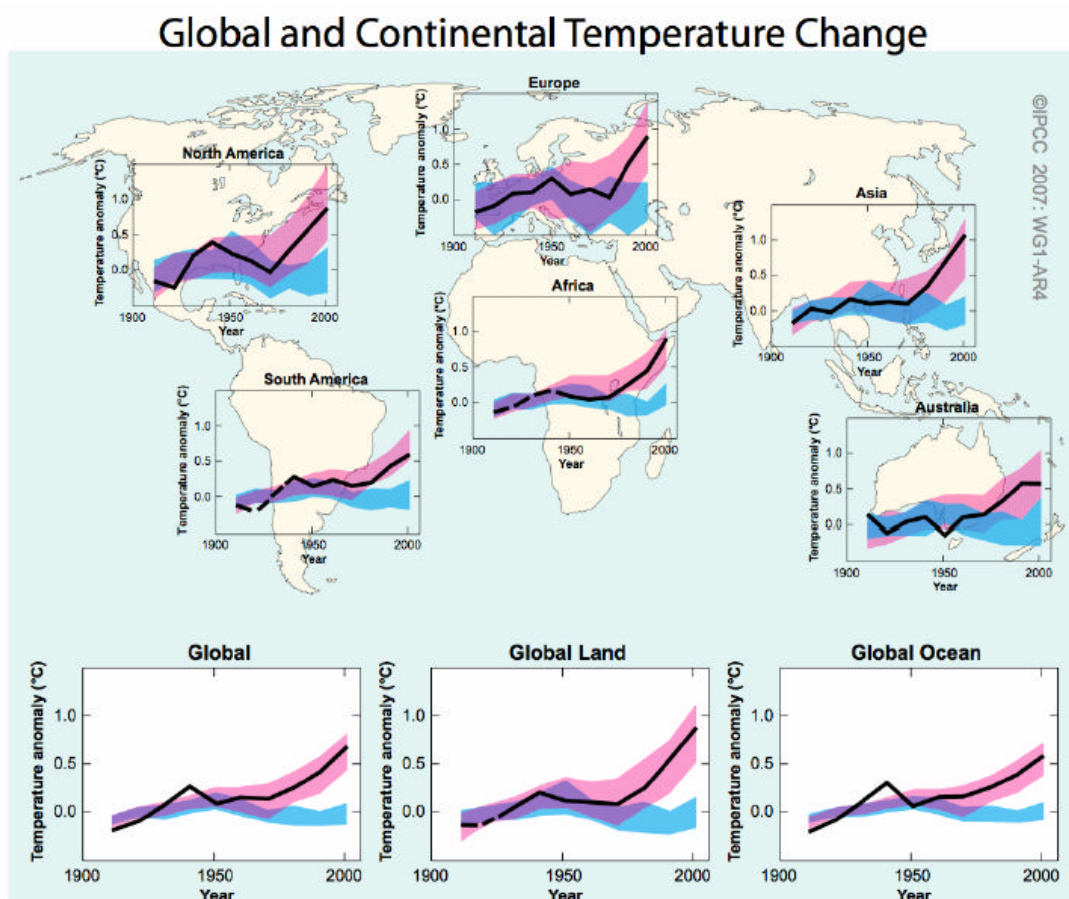 Global and Continental Temperature Change
©IPCC 2007: WG1-AR4
Europe
Temperature anomaly (°C)
1.0
0.5
0.0
1900
1950
2000
Year
North America
Temperature anomaly (°C)
1.0
0.5
0.0
1900
1950
2000
Year
Asia
Temperature anomaly (°C)
1.0
0.5
0.0
1900
1950
2000
Year
Africa
Temperature anomaly (°C)
1.0
0.5
0.0
1900
1950
2000
Year
South America
Temperature anomaly (°C)
1.0
0.5
0.0
1900
1950
2000
Year
Australia
Temperature anomaly (°C)
1.0
0.5
0.0
1900
1950
2000
Year
Global
Temperature anomaly (°C)
1.0
0.5
0.0
1900
1950
2000
Year
Global Land
Temperature anomaly (°C)
1.0
0.5
0.0
1900
1950
2000
Year
Global Ocean
Temperature anomaly (°C)
1.0
0.5
0.0
1900
1950
2000
Year